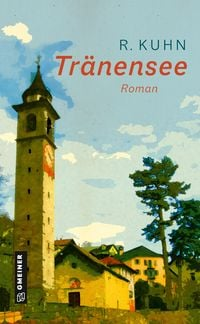 R. KUHN
Tränensee
Roman
GMEINER